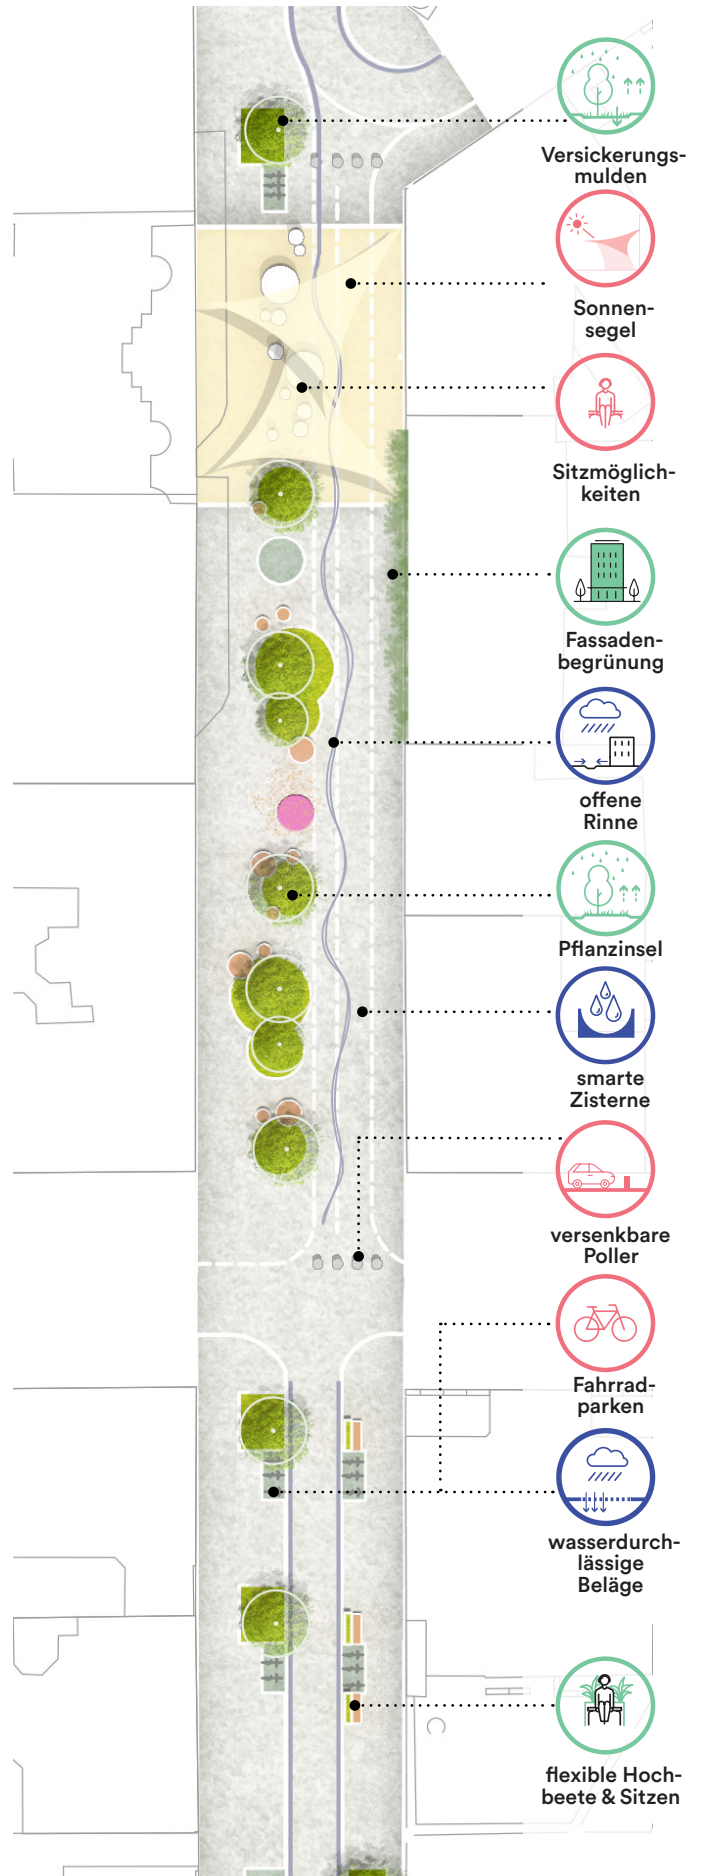 Versickerungs-
mulden
Sonnen-
segel
Sitzmöglich-
keiten
Fassaden-
begrünung
offene
Rinne
Pflanzinsel
smarte
Zisterne
versenkbare
Poller
Fahrrad-
parken
wasserdurch-
lässige
Beläge
flexible Hoch-
beete & Sitzen